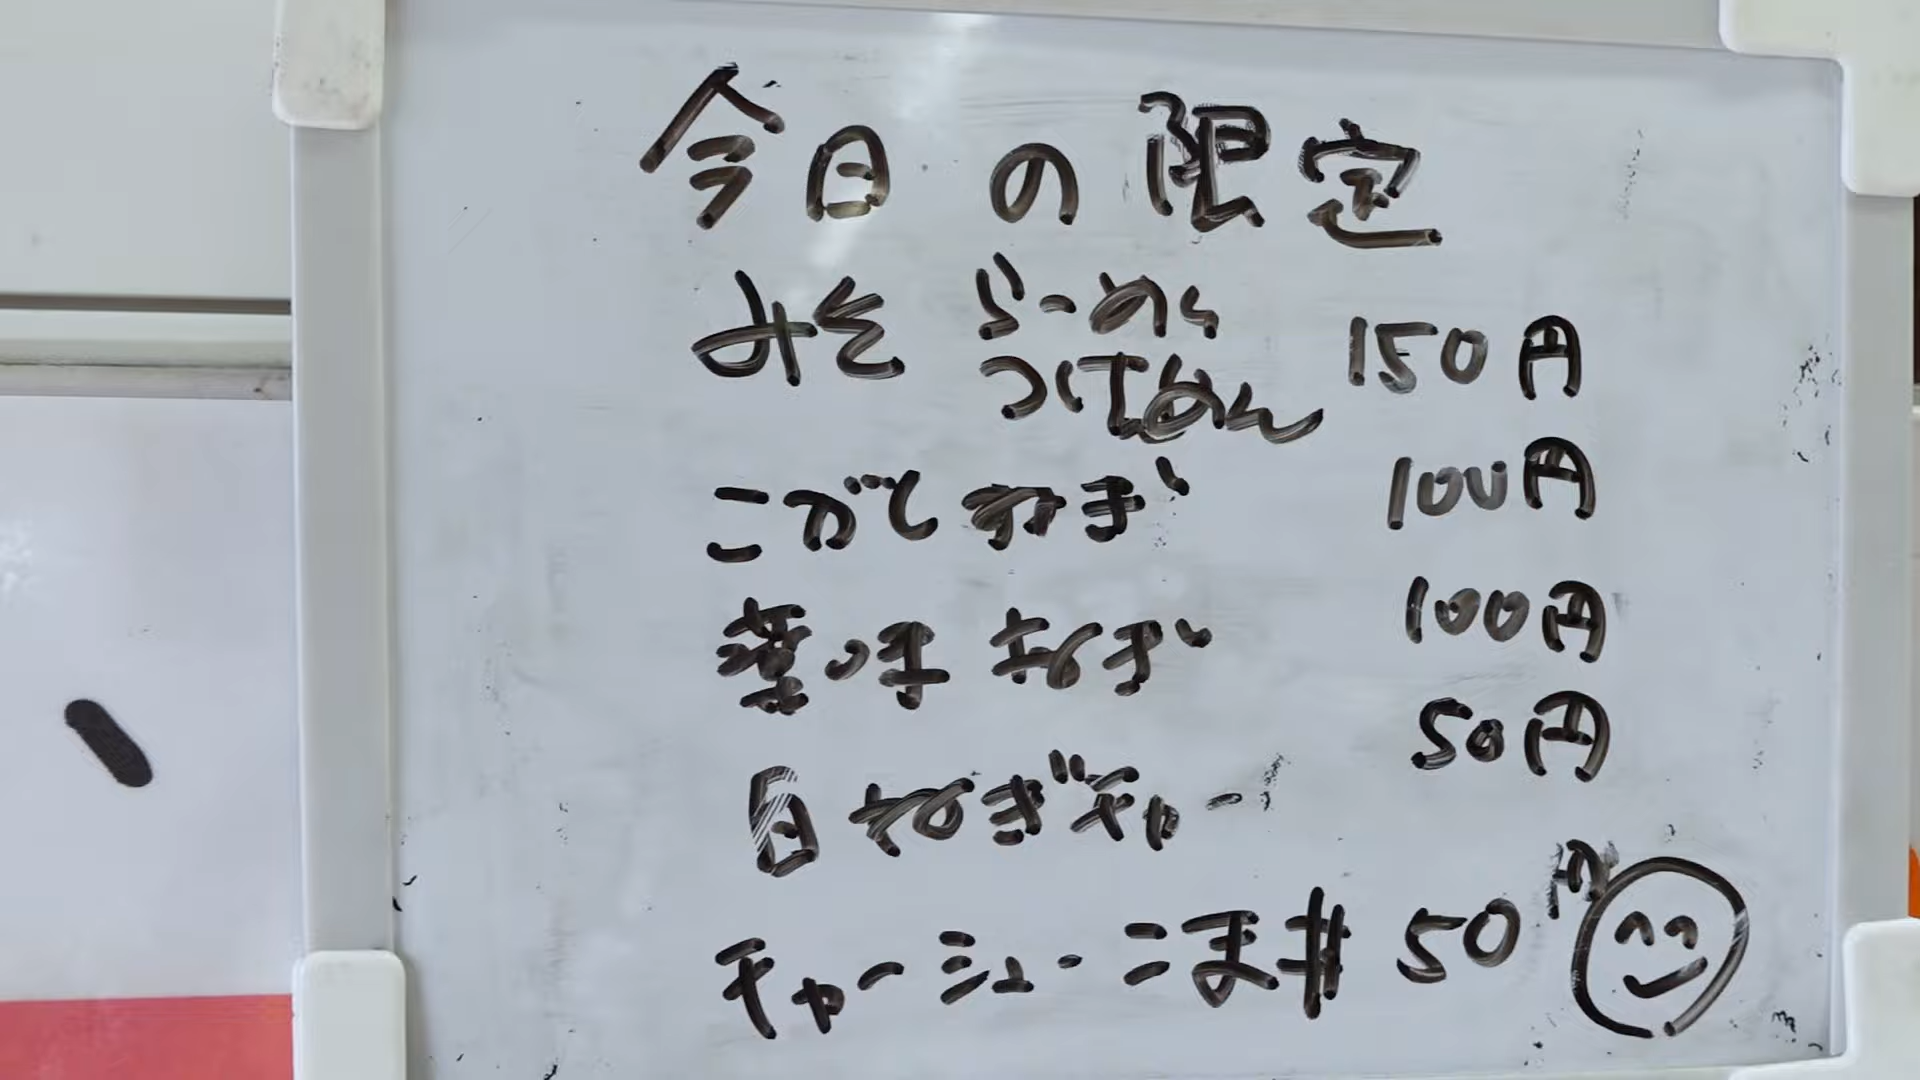 今日の限定
みそ らーめん
つけめん 150円
こがしねぎ 100円
薬味ねぎ 100円
白ねぎチャー 50円
チャーシューこま 50円